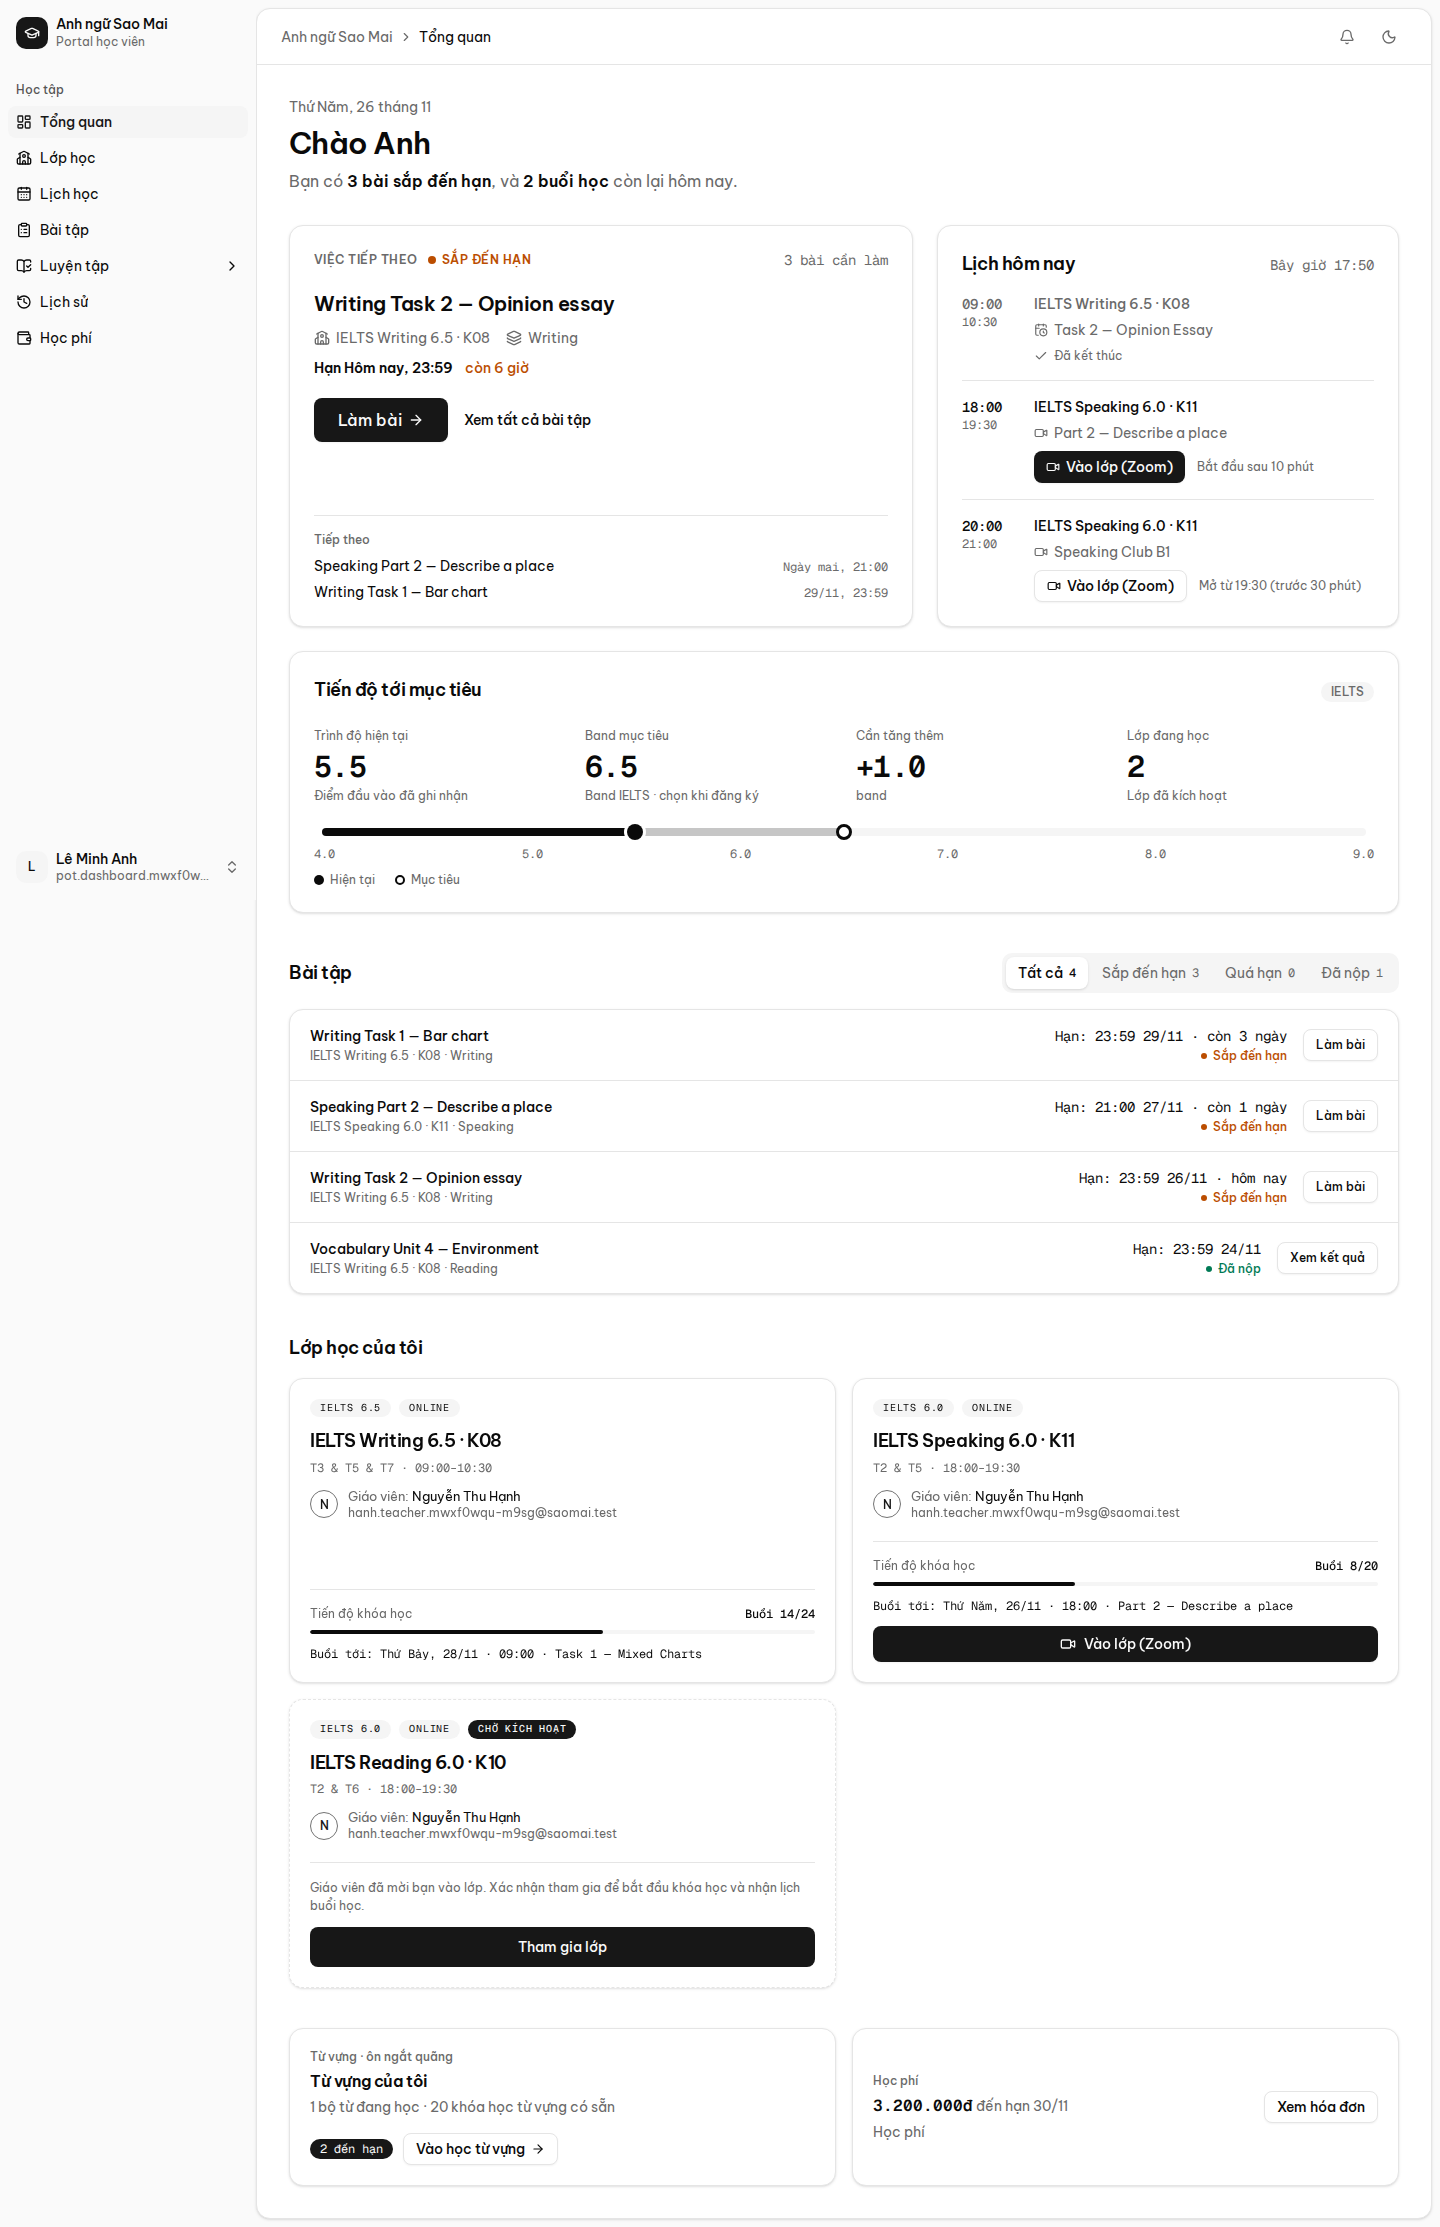 Anh ngữ Sao Mai
Portal học viên
Học tập
Tổng quan
Lớp học
Lịch học
Bài tập
Luyện tập
Lịch sử
Học phí
Lê Minh Anh
pot.dashboard.mwxf0w...
Anh ngữ Sao Mai > Tổng quan
Thứ Năm, 26 tháng 11
Chào Anh
Bạn có 3 bài sắp đến hạn, và 2 buổi học còn lại hôm nay.
VIỆC TIẾP THEO SẮP ĐẾN HẠN 3 bài cần làm
Writing Task 2 — Opinion essay
IELTS Writing 6.5 · K08 Writing
Hạn Hôm nay, 23:59 còn 6 giờ
Làm bài → Xem tất cả bài tập
Tiếp theo
Speaking Part 2 — Describe a place Ngày mai, 21:00
Writing Task 1 — Bar chart 29/11, 23:59
Lịch hôm nay Bây giờ 17:50
09:00 IELTS Writing 6.5 · K08
10:30 Task 2 — Opinion Essay
Đã kết thúc
18:00 IELTS Speaking 6.0 · K11
19:30 Part 2 — Describe a place
Vào lớp (Zoom) Bắt đầu sau 10 phút
20:00 IELTS Speaking 6.0 · K11
21:00 Speaking Club B1
Vào lớp (Zoom) Mở từ 19:30 (trước 30 phút)
Tiến độ tới mục tiêu IELTS
Trình độ hiện tại Band mục tiêu Cần tăng thêm Lớp đang học
5.5 6.5 +1.0 2
Điểm đầu vào đã ghi nhận Band IELTS · chọn khi đăng ký band Lớp đã kích hoạt
4.0 5.0 6.0 7.0 8.0 9.0
Hiện tại Mục tiêu
Bài tập Tất cả 4 Sắp đến hạn 3 Quá hạn 0 Đã nộp 1
Writing Task 1 — Bar chart Hạn: 23:59 29/11 · còn 3 ngày Làm bài
IELTS Writing 6.5 · K08 · Writing Sắp đến hạn
Speaking Part 2 — Describe a place Hạn: 21:00 27/11 · còn 1 ngày Làm bài
IELTS Speaking 6.0 · K11 · Speaking Sắp đến hạn
Writing Task 2 — Opinion essay Hạn: 23:59 26/11 · hôm nay Làm bài
IELTS Writing 6.5 · K08 · Writing Sắp đến hạn
Vocabulary Unit 4 — Environment Hạn: 23:59 24/11 Xem kết quả
IELTS Writing 6.5 · K08 · Reading Đã nộp
Lớp học của tôi
IELTS 6.5 ONLINE
IELTS Writing 6.5 · K08
T3 & T5 & T7 · 09:00–10:30
N Giáo viên: Nguyễn Thu Hạnh
hanh.teacher.mwxf0wqu-m9sg@saomai.test
Tiến độ khóa học Buổi 14/24
Buổi tới: Thứ Bảy, 28/11 · 09:00 · Task 1 — Mixed Charts
IELTS 6.0 ONLINE
IELTS Speaking 6.0 · K11
T2 & T5 · 18:00–19:30
N Giáo viên: Nguyễn Thu Hạnh
hanh.teacher.mwxf0wqu-m9sg@saomai.test
Tiến độ khóa học Buổi 8/20
Buổi tới: Thứ Năm, 26/11 · 18:00 · Part 2 — Describe a place
Vào lớp (Zoom)
IELTS 6.0 ONLINE CHỜ KÍCH HOẠT
IELTS Reading 6.0 · K10
T2 & T6 · 18:00–19:30
N Giáo viên: Nguyễn Thu Hạnh
hanh.teacher.mwxf0wqu-m9sg@saomai.test
Giáo viên đã mời bạn vào lớp. Xác nhận tham gia để bắt đầu khóa học và nhận lịch
buổi học.
Tham gia lớp
Từ vựng · ôn ngắt quãng
Từ vựng của tôi
1 bộ từ đang học · 20 khóa học từ vựng có sẵn
2 đến hạn Vào học từ vựng →
Học phí
3.200.000đ đến hạn 30/11
Học phí
Xem hóa đơn
L